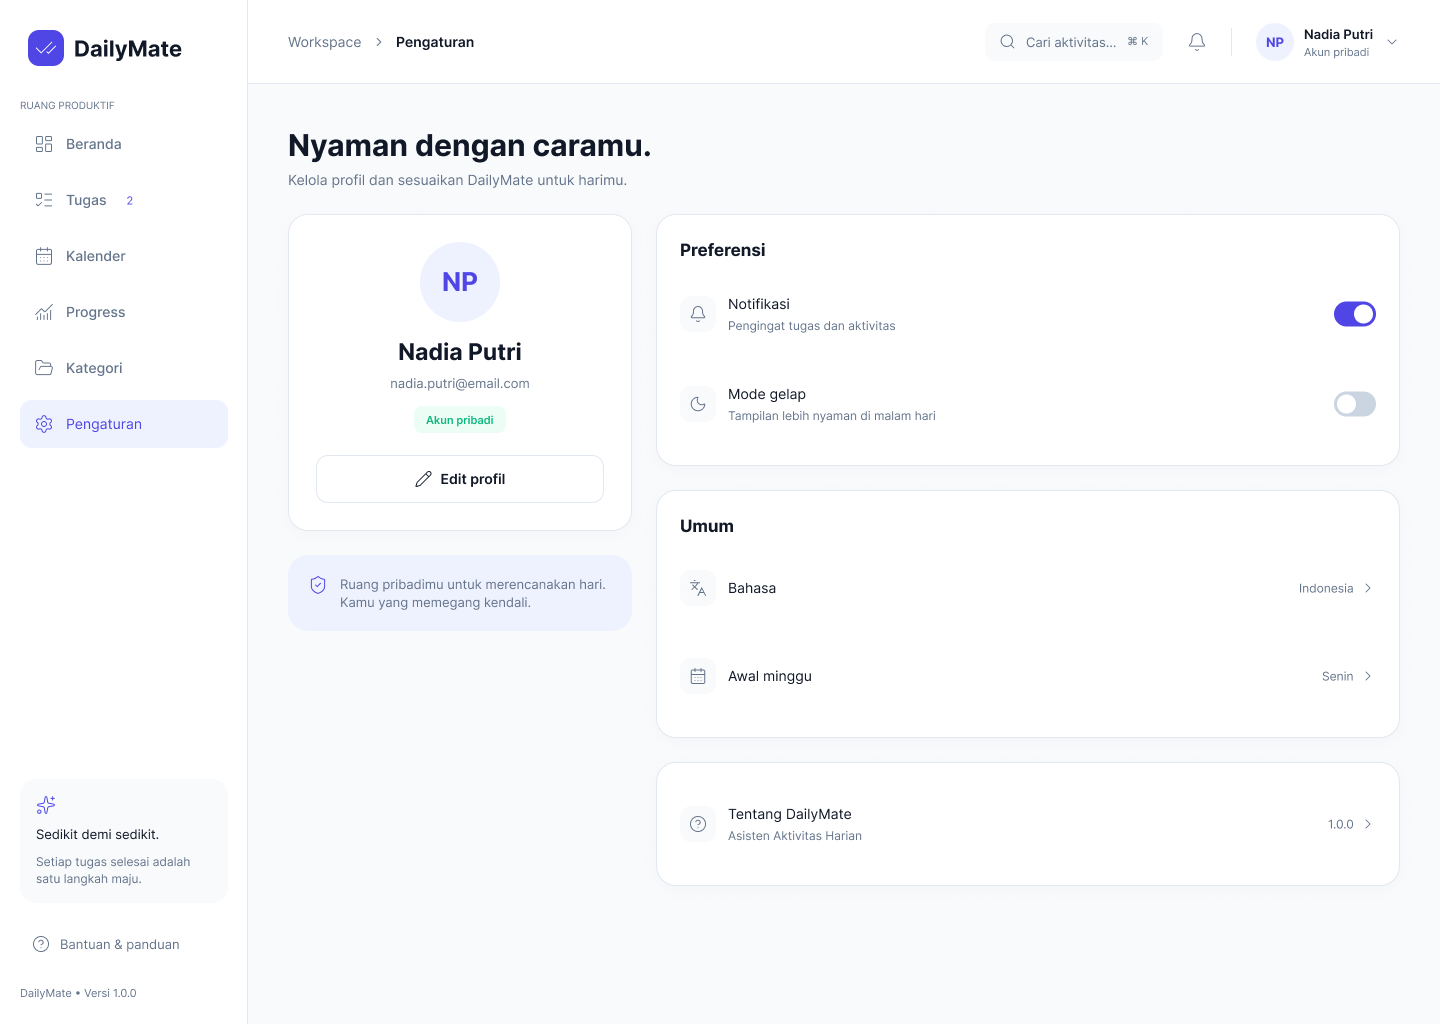 DailyMate
RUANG PRODUKTIF
Beranda
Tugas 2
Kalender
Progress
Kategori
Pengaturan
Sedikit demi sedikit.
Setiap tugas selesai adalah
satu langkah maju.
Bantuan & panduan
DailyMate • Versi 1.0.0
Workspace > Pengaturan
Cari aktivitas... ⌘ K
NP
Nadia Putri
Akun pribadi
Nyaman dengan caramu.
Kelola profil dan sesuaikan DailyMate untuk harimu.
NP
Nadia Putri
nadia.putri@email.com
Akun pribadi
Edit profil
Ruang pribadimu untuk merencanakan hari.
Kamu yang memegang kendali.
Preferensi
Notifikasi
Pengingat tugas dan aktivitas
Mode gelap
Tampilan lebih nyaman di malam hari
Umum
Bahasa
Indonesia
Awal minggu
Senin
Tentang DailyMate
Asisten Aktivitas Harian
1.0.0